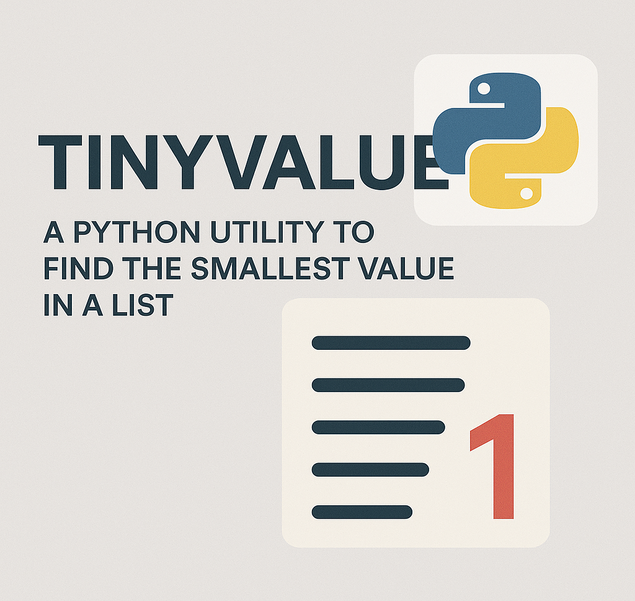 TINYVALUE
A PYTHON UTILITY TO
FIND THE SMALLEST VALUE
IN A LIST
1